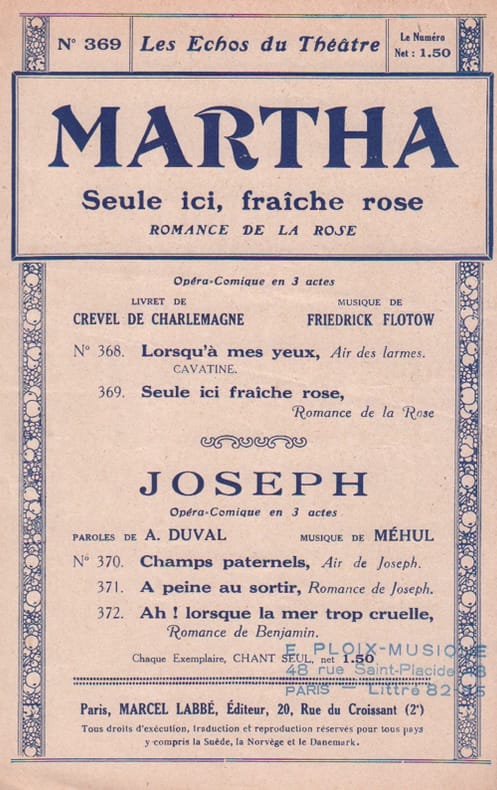 N° 369
Les Echos du Théâtre
Le Numéro
Net : 1.50
MARTHA
Seule ici, fraîche rose
ROMANCE DE LA ROSE
Opéra-Comique en 3 actes
LIVRET DE
CREVEL DE CHARLEMAGNE
MUSIQUE DE
FRIEDRICK FLOTOW
N° 368. Lorsqu'à mes yeux, Air des larmes.
CAVATINE.
369. Seule ici fraîche rose,
Romance de la Rose
JOSEPH
Opéra-Comique en 3 actes
PAROLES DE A. DUVAL MUSIQUE DE MÉHUL
N° 370. Champs paternels, Air de Joseph.
371. A peine au sortir, Romance de Joseph.
372. Ah ! lorsque la mer trop cruelle,
Romance de Benjamin.
Chaque Exemplaire, CHANT SEUL, net 1.50
E. PLOIX-MUSIQUE
48 rue Saint-Placide
PARIS — Littré
Paris, MARCEL LABBÉ, Éditeur, 20, Rue du Croissant (2e)
Tous droits d'exécution, traduction et reproduction réservés pour tous pays
y compris la Suède, la Norvège et le Danemark.